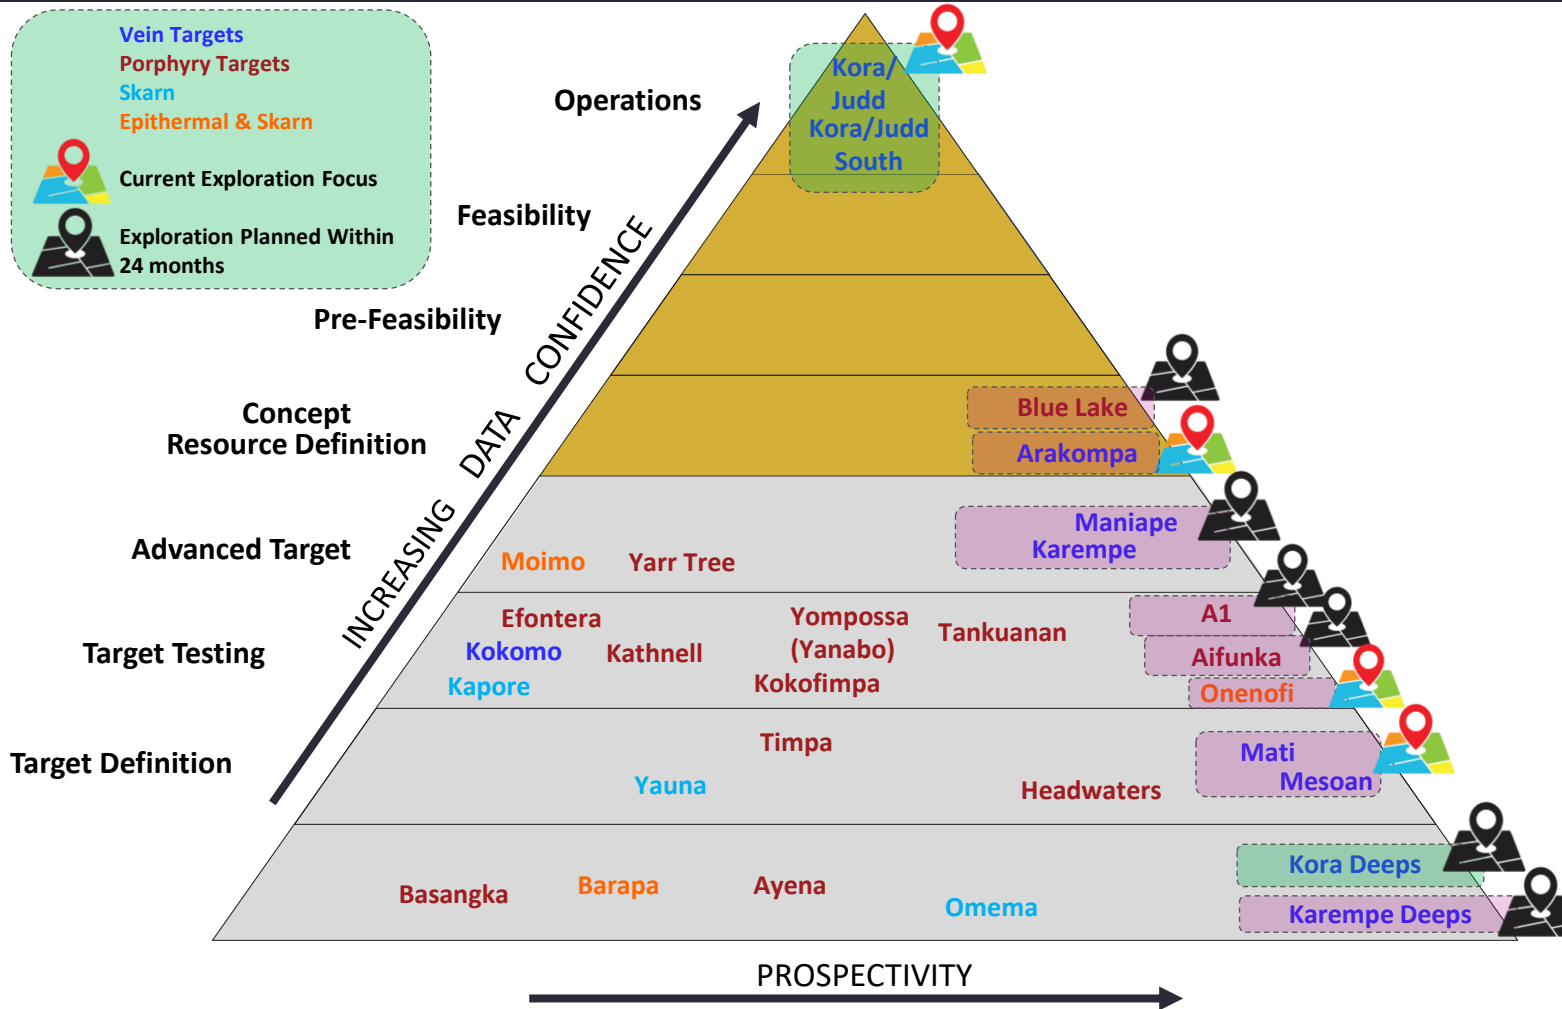 Vein Targets
Porphyry Targets
Skarn
Epithermal & Skarn
Current Exploration Focus
Exploration Planned Within
24 months
Operations
Feasibility
Pre-Feasibility
Concept
Resource Definition
Advanced Target
Target Testing
Target Definition
INCREASING DATA CONFIDENCE
Kora/
Judd
Kora/Judd
South
Blue Lake
Arakompa
Maniape
Karempe
Moimo
Yarr Tree
Efontera
Kokomo
Kapore
Kathnell
Yompossa
(Yanabo)
Kokofimpa
Tankuanan
A1
Aifunka
Onenofi
Timpa
Yauna
Headwaters
Mati
Mesoan
Basangka
Barapa
Ayena
Omema
Kora Deeps
Karempe Deeps
PROSPECTIVITY